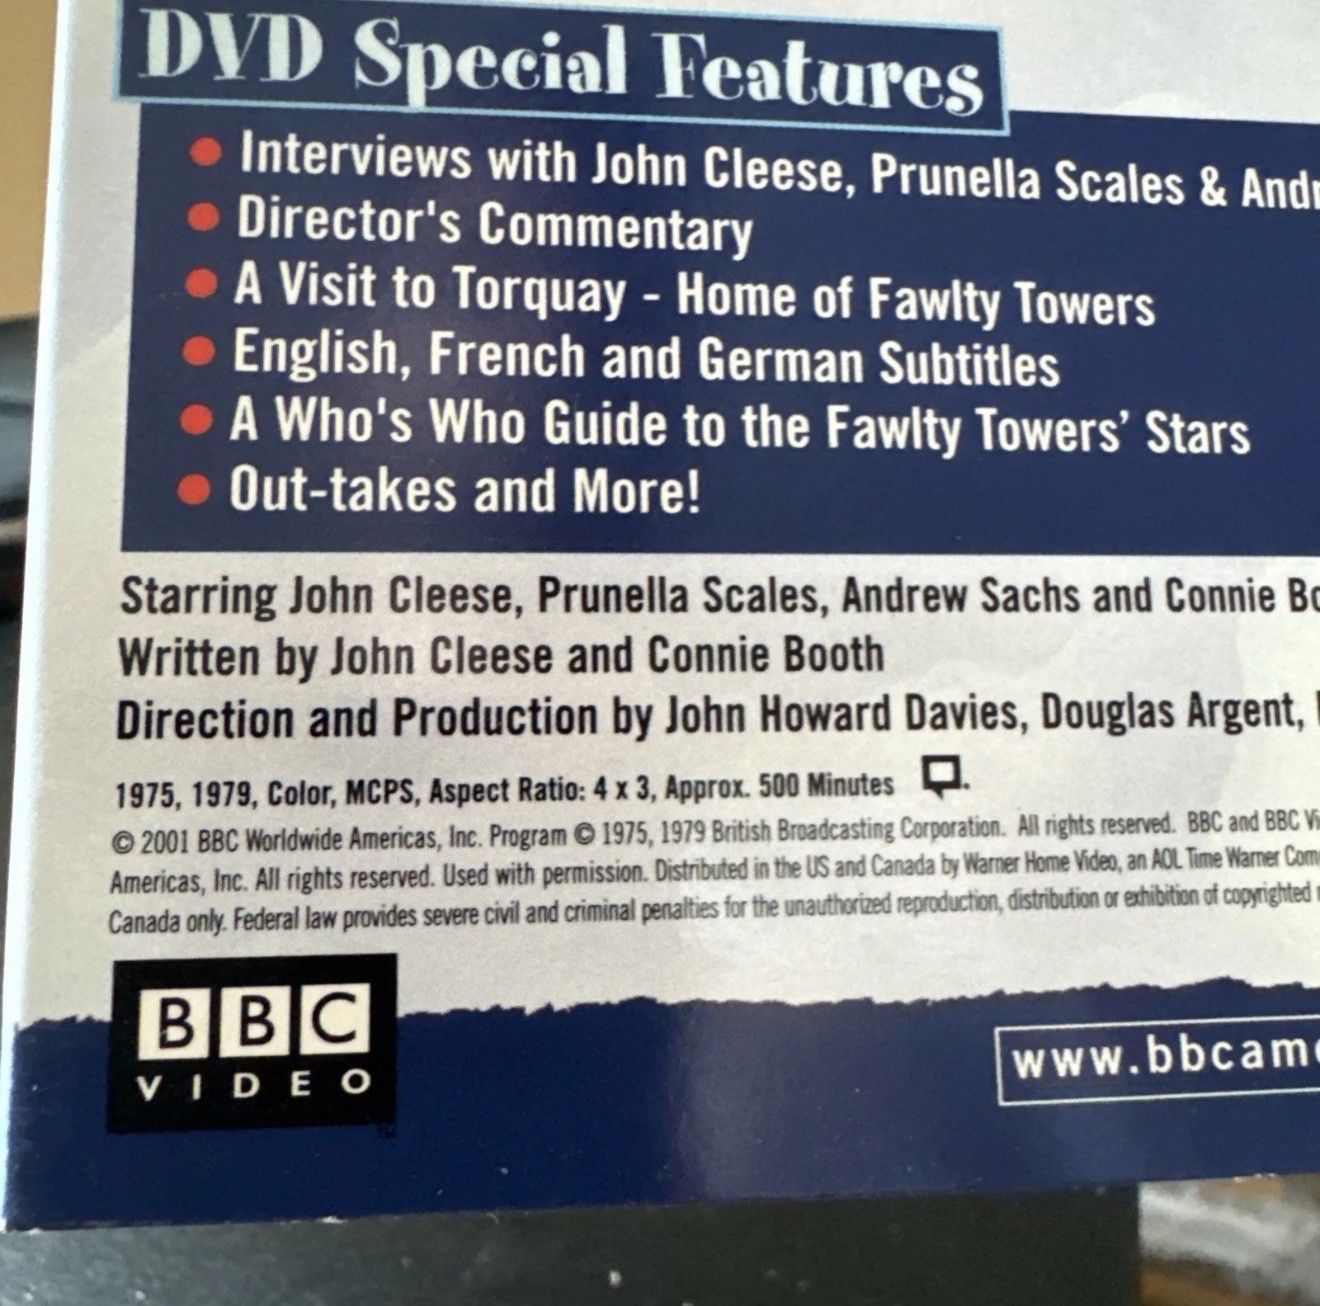 DVD Special Features
• Interviews with John Cleese, Prunella Scales & Andr
• Director's Commentary
• A Visit to Torquay - Home of Fawlty Towers
• English, French and German Subtitles
• A Who's Who Guide to the Fawlty Towers’ Stars
• Out-takes and More!
Starring John Cleese, Prunella Scales, Andrew Sachs and Connie Bo
Written by John Cleese and Connie Booth
Direction and Production by John Howard Davies, Douglas Argent,
1975, 1979, Color, MCPS, Aspect Ratio: 4 x 3, Approx. 500 Minutes
© 2001 BBC Worldwide Americas, Inc. Program © 1975, 1979 British Broadcasting Corporation. All rights reserved. BBC and BBC Vi
Americas, Inc. All rights reserved. Used with permission. Distributed in the US and Canada by Warner Home Video, an AOL Time Warner Com
Canada only. Federal law provides severe civil and criminal penalties for the unauthorized reproduction, distribution or exhibition of copyrighted
BBC
VIDEO
www.bbcam